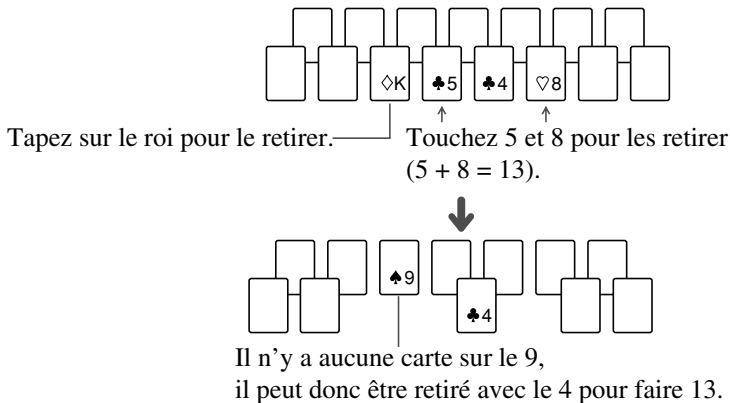 ♢K ♣5 ♣4 ♡8
Tapez sur le roi pour le retirer.
Touchez 5 et 8 pour les retirer
(5 + 8 = 13).
♠9
♣4
Il n'y a aucune carte sur le 9,
il peut donc être retiré avec le 4 pour faire 13.